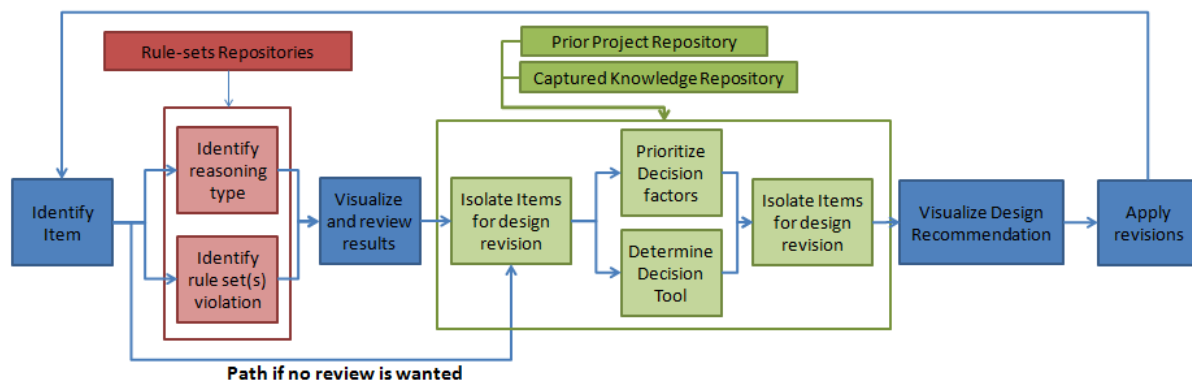 Rule-sets Repositories
Prior Project Repository
Captured Knowledge Repository
Identify
Item
Identify
reasoning
type
Identify
rule set(s)
violation
Visualize
and review
results
Isolate Items
for design
revision
Prioritize
Decision
factors
Determine
Decision
Tool
Isolate Items
for design
revision
Visualize Design
Recommendation
Apply
revisions
Path if no review is wanted